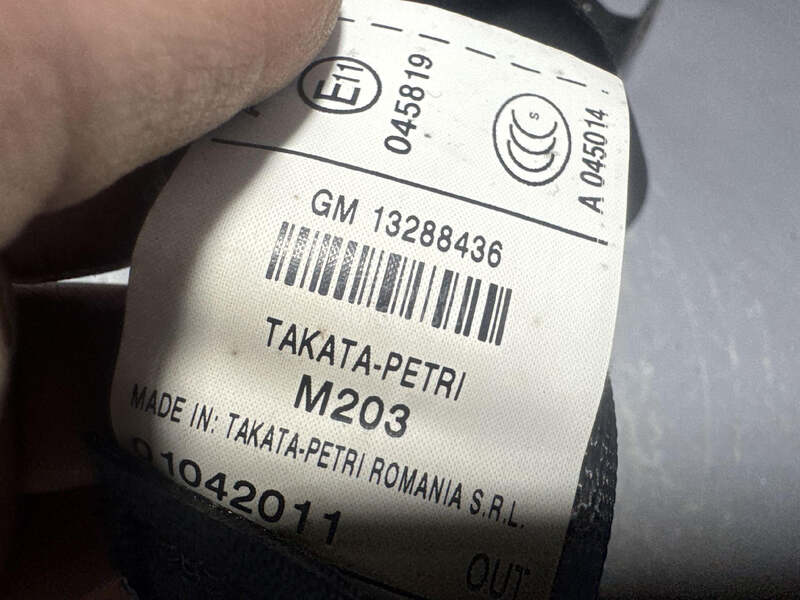 E11
045819
S
A 045014
GM 13288436
TAKATA-PETRI
M203
MADE IN: TAKATA-PETRI ROMANIA S.R.L.
01042011
OUT